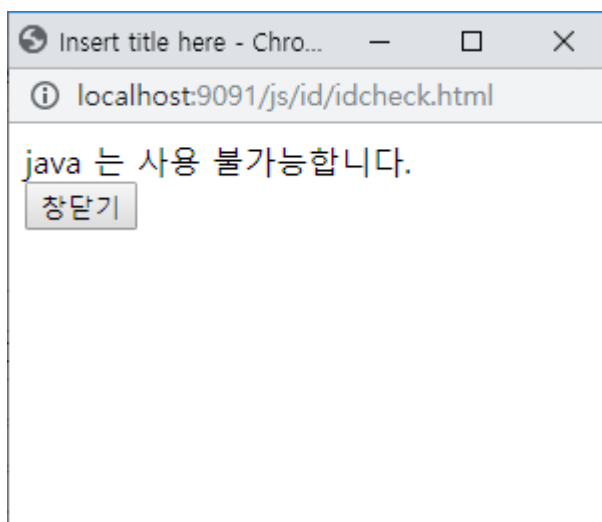 Insert title here - Chro...
localhost:9091/js/id/idcheck.html
java 는 사용 불가능합니다.
창닫기